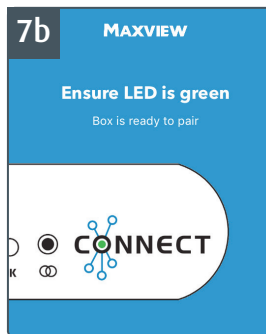 7b
MAXVIEW
Ensure LED is green
Box is ready to pair
CONNECT
K